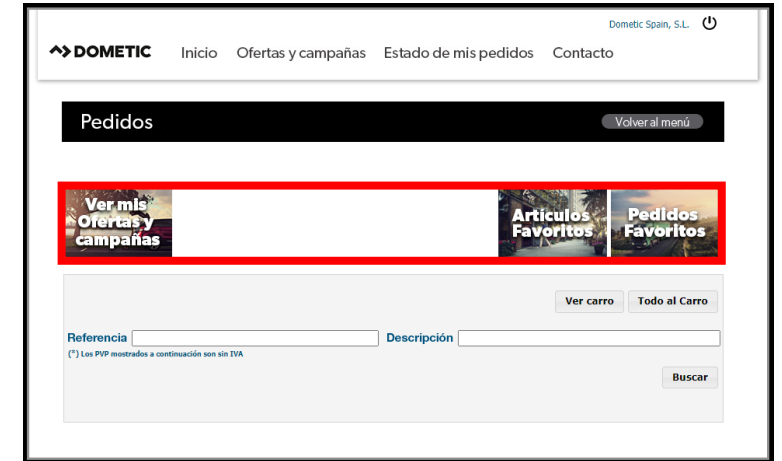 Dometic Spain, S.L.
DOMETIC Inicio Ofertas y campañas Estado de mis pedidos Contacto
Pedidos Volver al menú
Ver mis
Ofertas y
campañas
Artículos
Favoritos
Pedidos
Favoritos
Ver carro Todo al Carro
Referencia Descripción
(*) Los PVP mostrados a continuación son sin IVA
Buscar